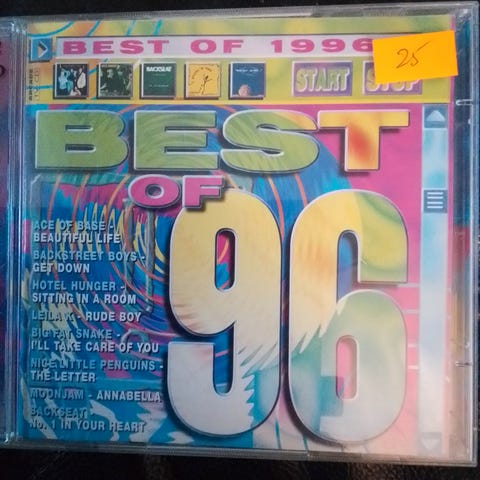 BEST OF 1996
25
BACKSEAT
START
BEST
OF
96
ACE OF BASE -
BEAUTIFUL LIFE
BACKSTREET BOYS -
GET DOWN
HOTEL HUNGER -
SITTING IN A ROOM
LEILA K - RUDE BOY
BIG FAT SNAKE -
I'LL TAKE CARE OF YOU
NICE LITTLE PENGUINS -
THE LETTER
MOONJAM - ANNABELLA
BACKSEAT -
No. 1 IN YOUR HEART